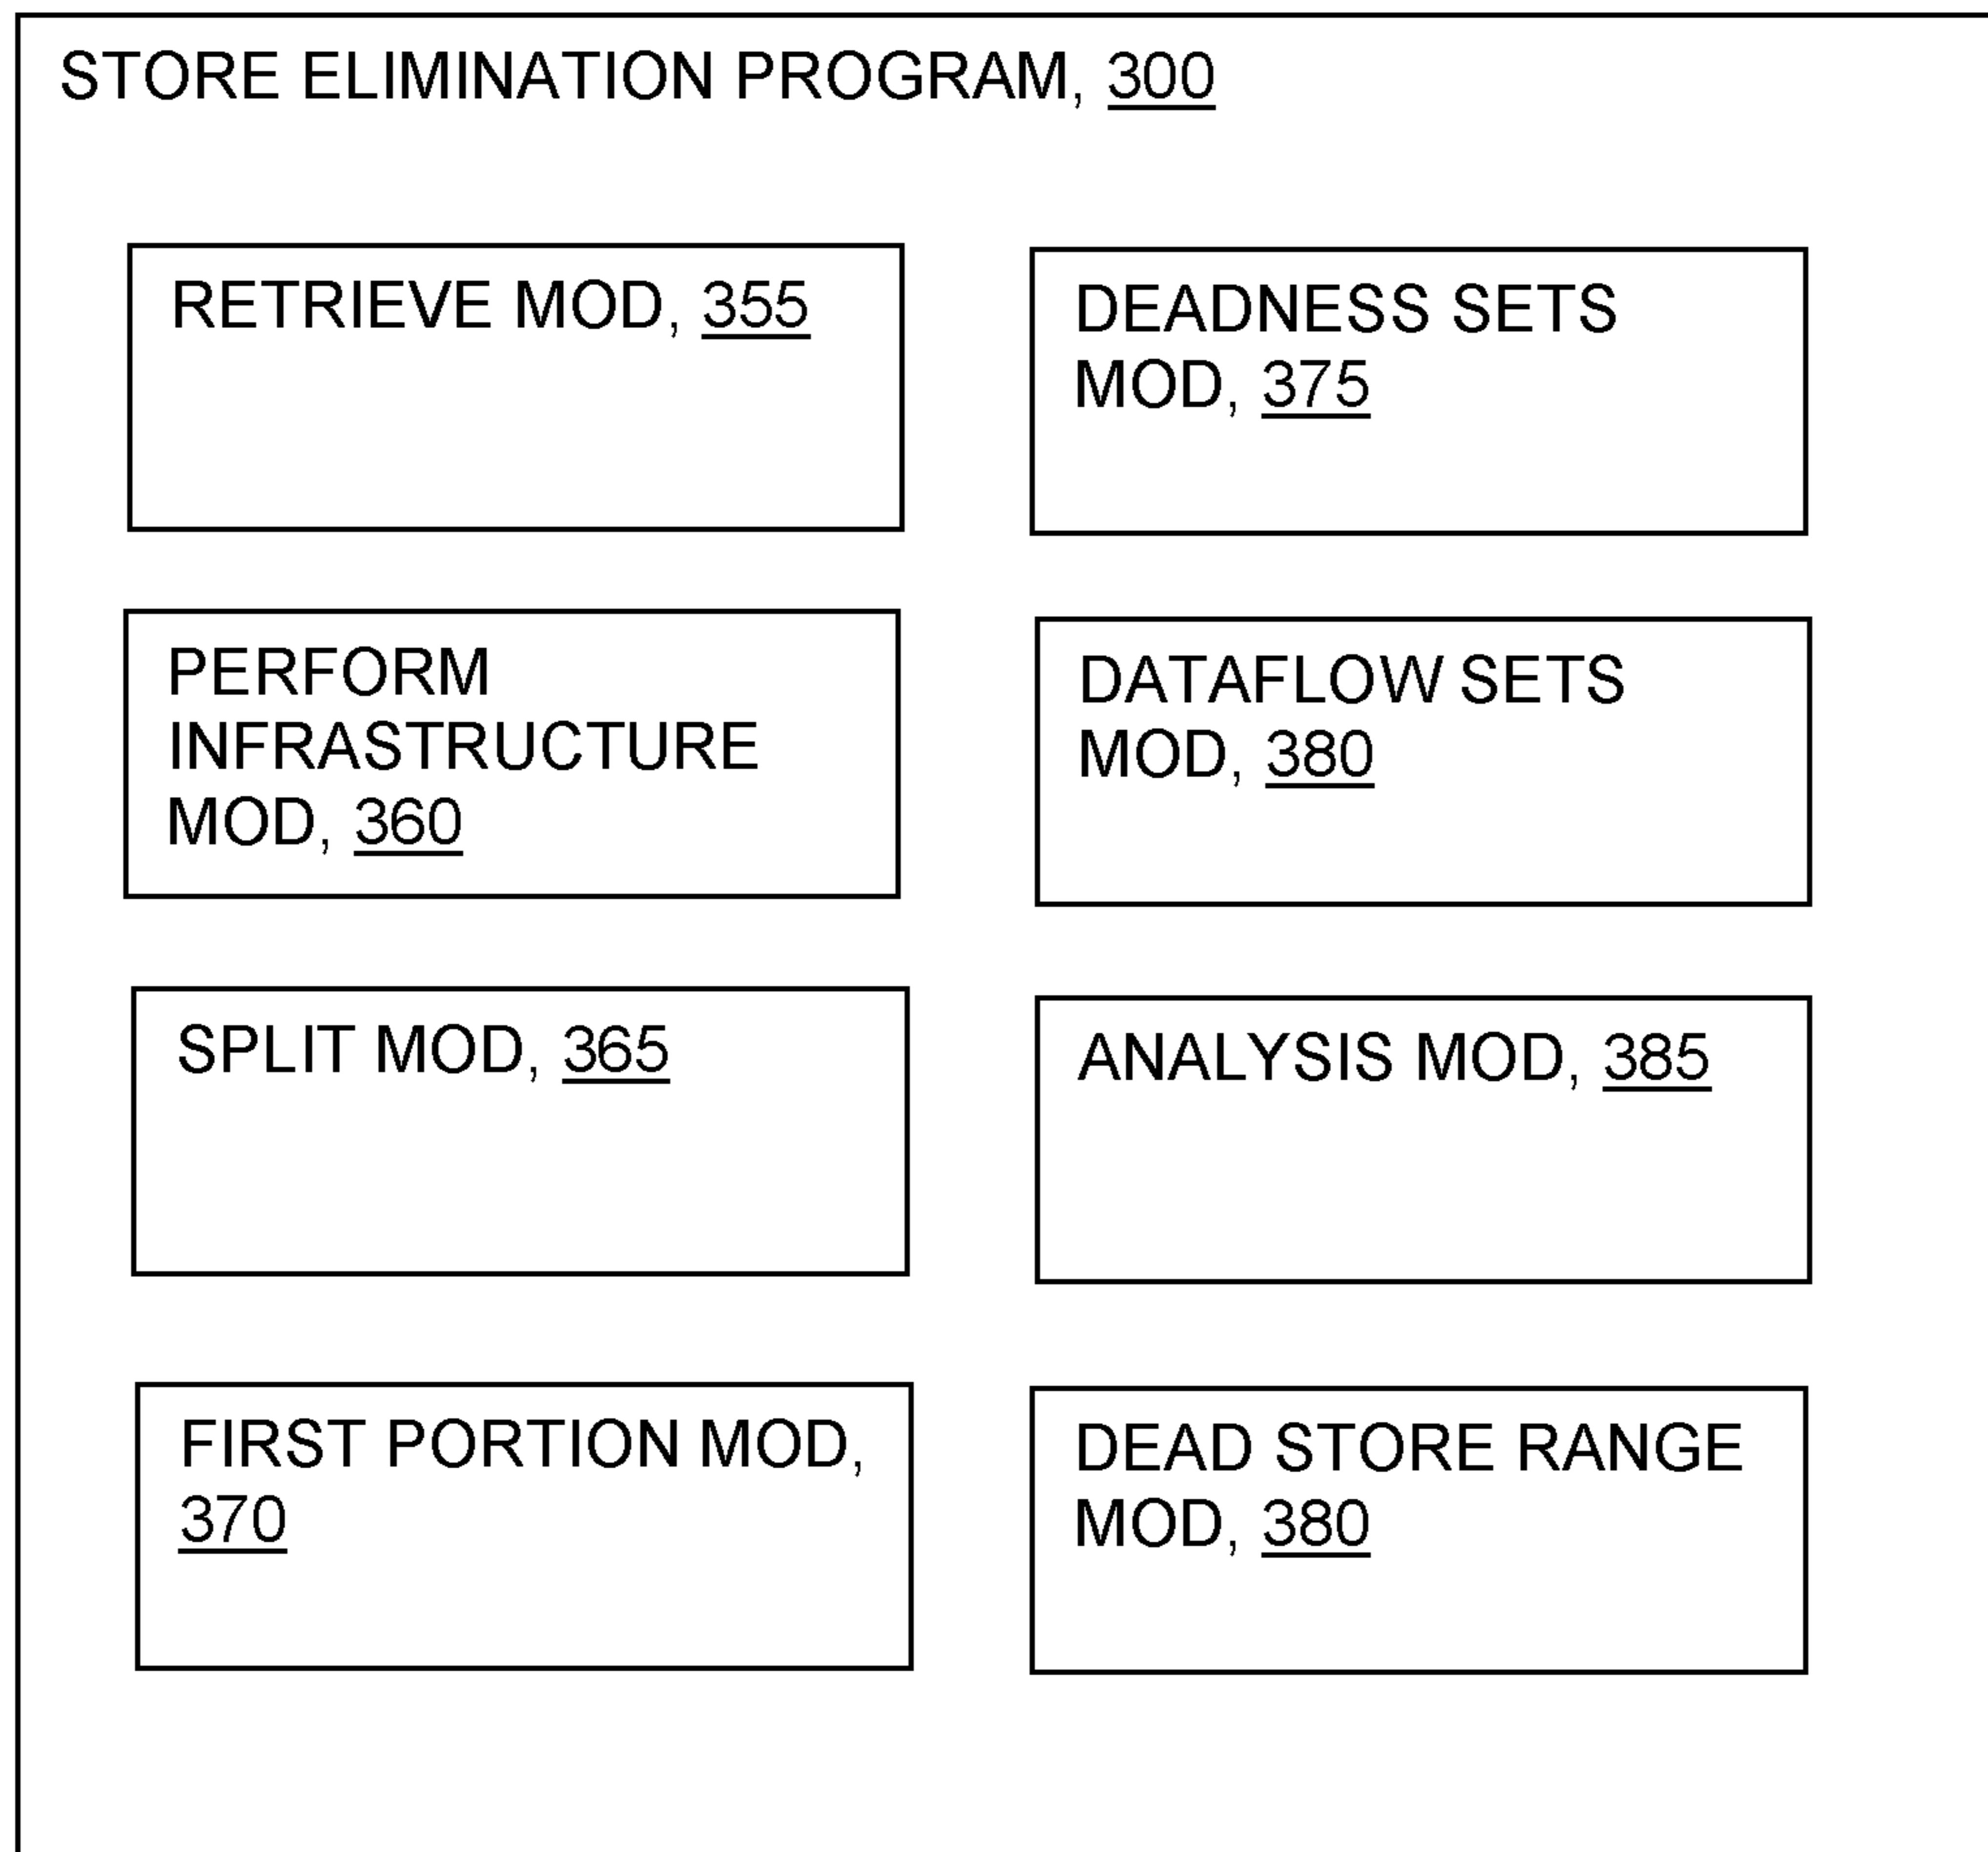 STORE ELIMINATION PROGRAM, 300
RETRIEVE MOD, 355
PERFORM
INFRASTRUCTURE
MOD, 360
SPLIT MOD, 365
FIRST PORTION MOD,
370
DEADNESS SETS
MOD, 375
DATAFLOW SETS
MOD, 380
ANALYSIS MOD, 385
DEAD STORE RANGE
MOD, 380